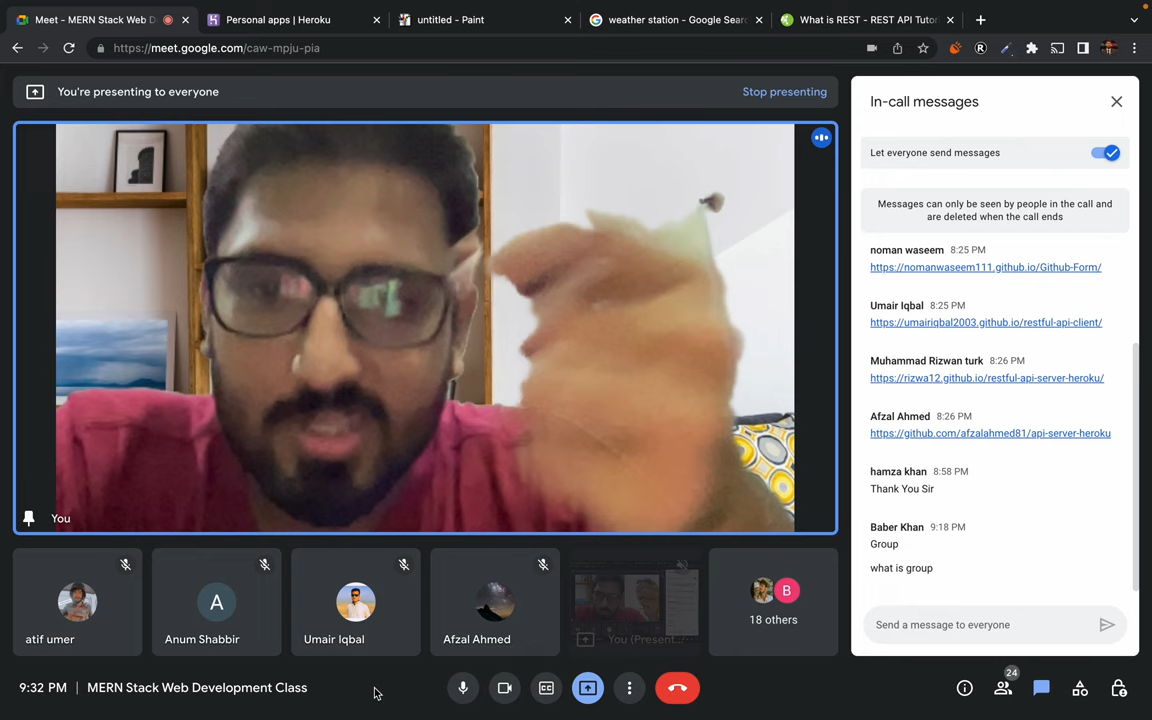 Meet - MERN Stack Web D
Personal apps | Heroku
untitled - Paint
weather station - Google Sear
What is REST - REST API Tutor
https://meet.google.com/caw-mpju-pia
You're presenting to everyone
Stop presenting
You
atif umer
A
Anum Shabbir
Umair Iqbal
Afzal Ahmed
You (Present...
B
18 others
In-call messages
Let everyone send messages
Messages can only be seen by people in the call and
are deleted when the call ends
noman waseem 8:25 PM
https://nomanwaseem111.github.io/Github-Form/
Umair Iqbal 8:25 PM
https://umairiqbal2003.github.io/restful-api-client/
Muhammad Rizwan turk 8:26 PM
https://rizwa12.github.io/restful-api-server-heroku/
Afzal Ahmed 8:26 PM
https://github.com/afzalahmed81/api-server-heroku
hamza khan 8:58 PM
Thank You Sir
Baber Khan 9:18 PM
Group
what is group
Send a message to everyone
9:32 PM | MERN Stack Web Development Class
24